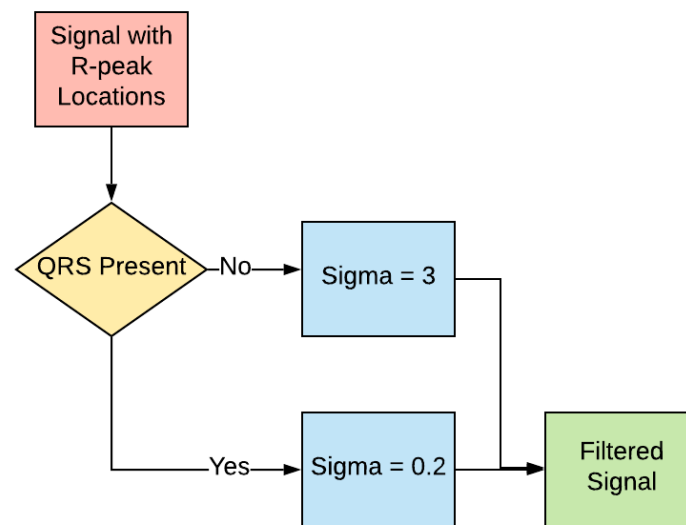 Signal with
R-peak
Locations
QRS Present
No
Sigma = 3
Yes
Sigma = 0.2
Filtered
Signal